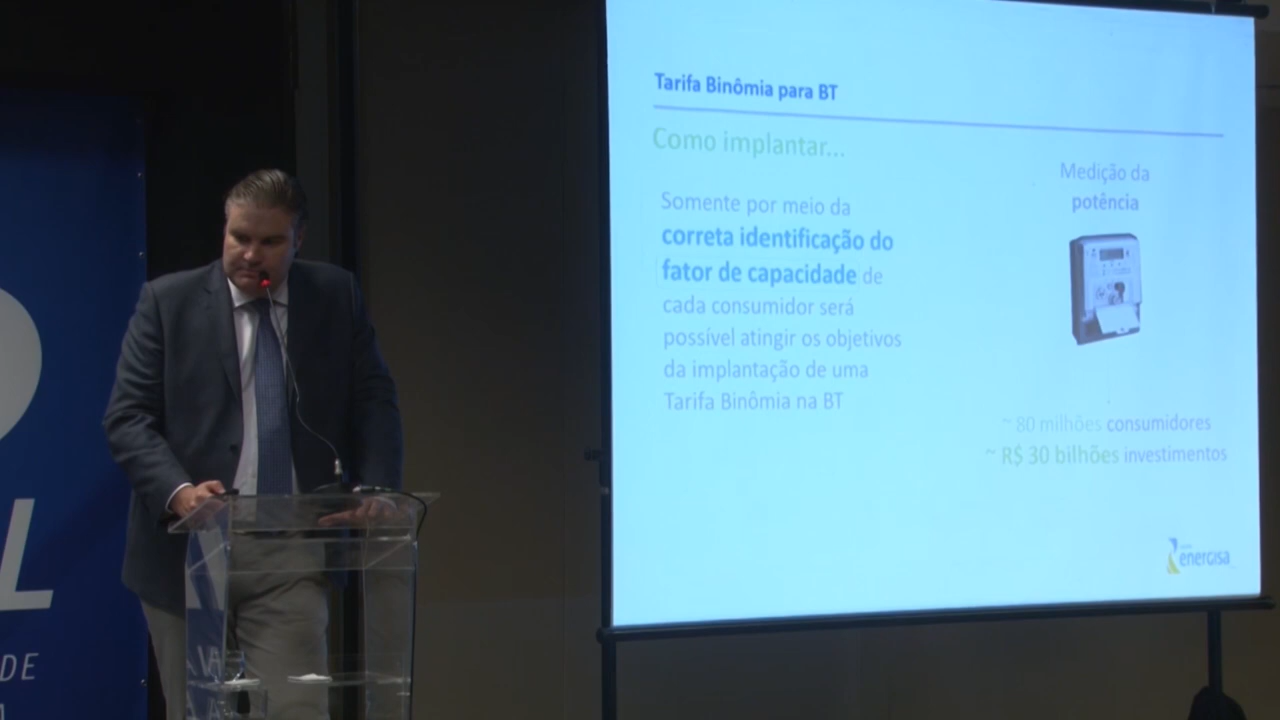 Tarifa Binômia para BT
Como implantar...
Somente por meio da
correta identificação do
fator de capacidade de
cada consumidor será
possível atingir os objetivos
da implantação de uma
Tarifa Binômia na BT
Medição da
potência
~ 80 milhões consumidores
~ R$ 30 bilhões investimentos
energisa
L
DE